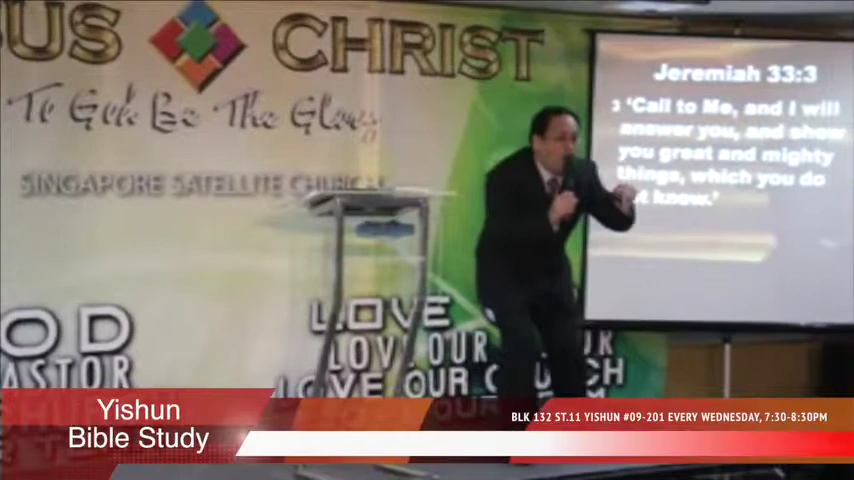 US CHRIST
To God Be The Glory
SINGAPORE SATELLITE CHURCH
Jeremiah 33:3
3 'Call to Me, and I will
answer you, and show
you great and mighty
things, which you do
know.'
LOVE
LOVE OUR
LOVE OUR CHURCH
Yishun
Bible Study
BLK 132 ST.11 YISHUN #09-201 EVERY WEDNESDAY, 7:30-8:30PM